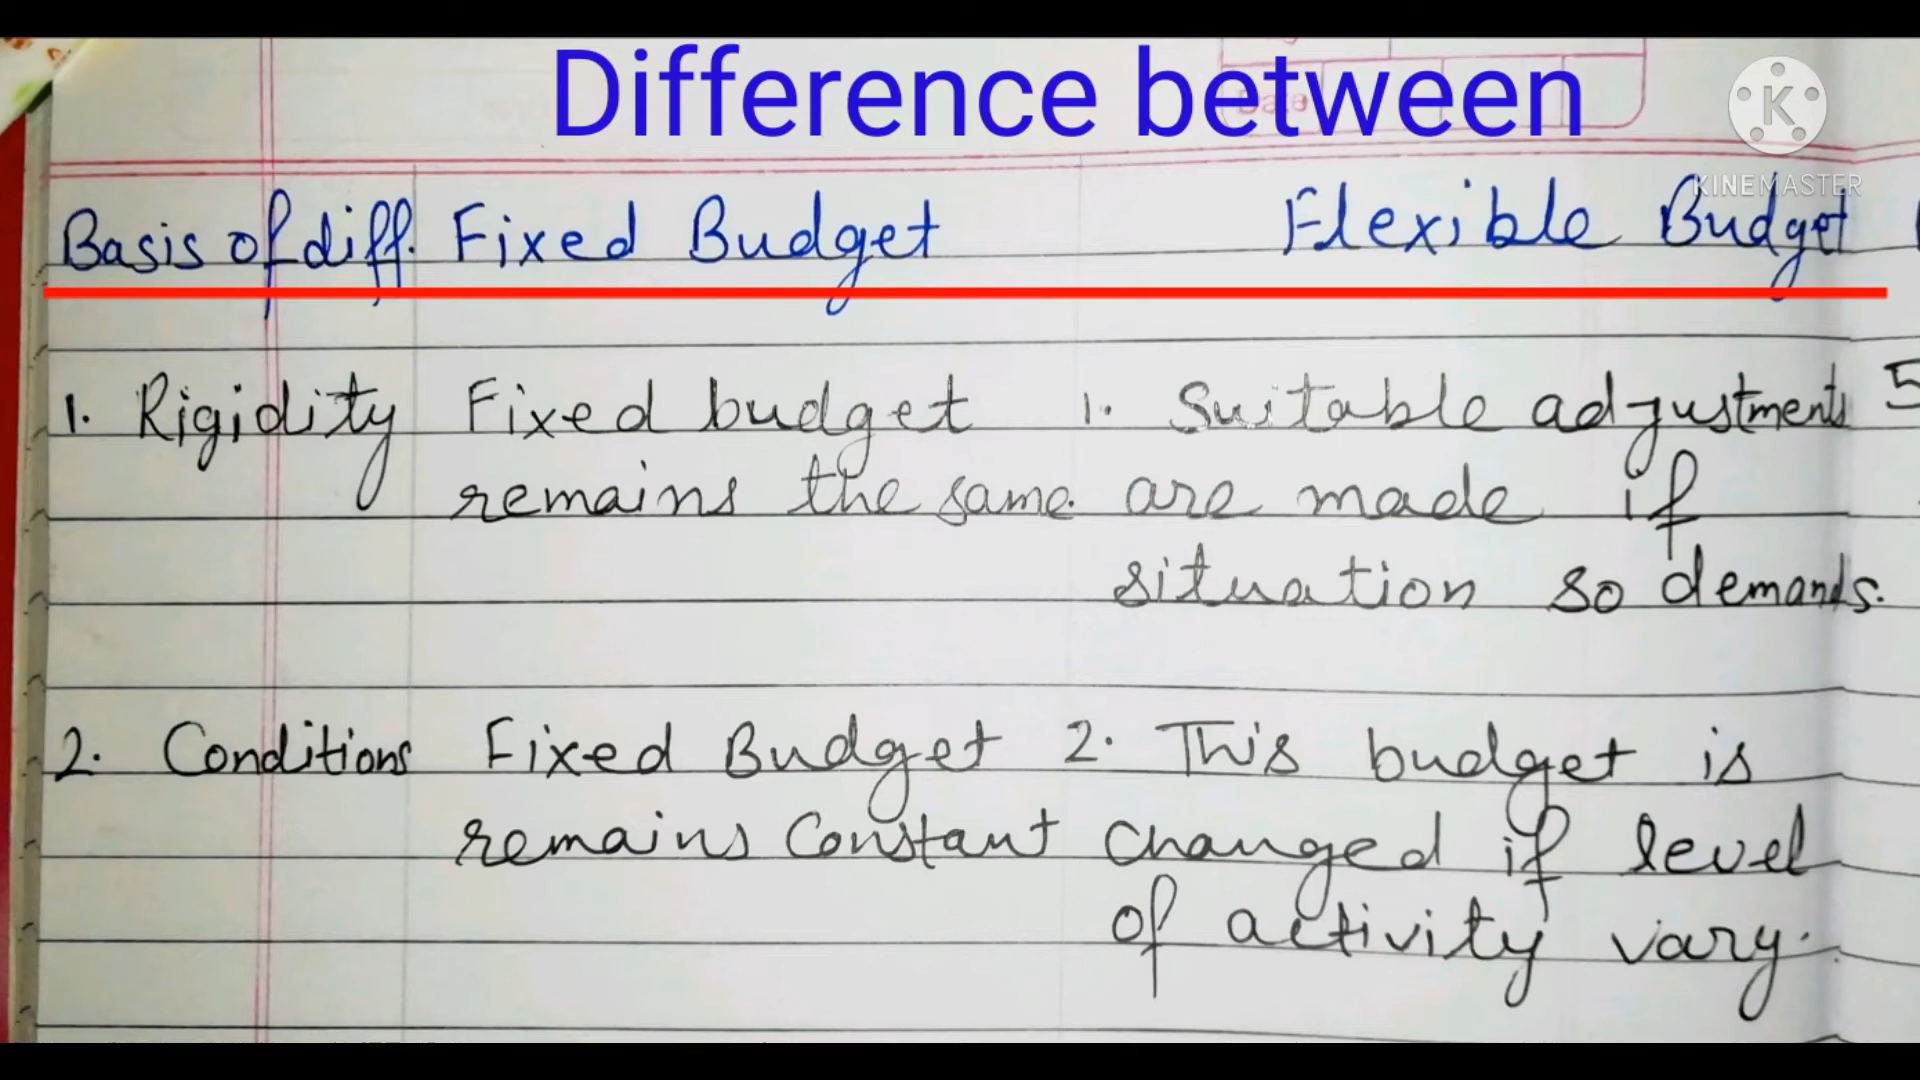 Difference between
KINEMASTER
Basis of diff. Fixed Budget Flexible Budget
1. Rigidity Fixed budget 1. Suitable adjustments 5
remains the same. are made if
situation so demands.
2. Conditions Fixed Budget 2. This budget is
remains Constant changed if level
of activity vary.